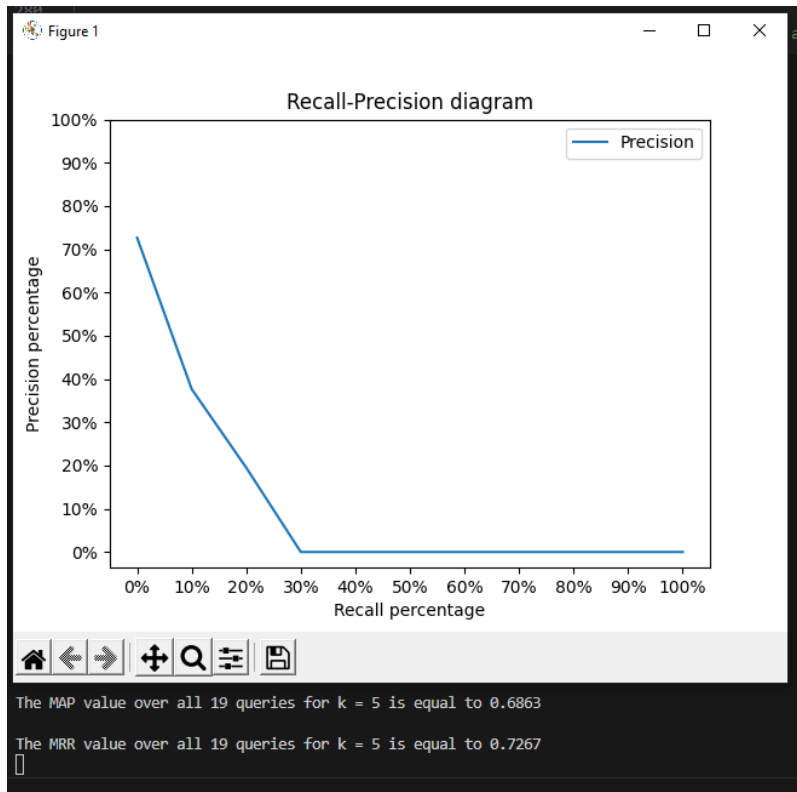 280
Figure 1
Recall-Precision diagram
Precision
100%
90%
80%
70%
60%
50%
40%
30%
20%
10%
0%
Precision percentage
0% 10% 20% 30% 40% 50% 60% 70% 80% 90% 100%
Recall percentage
The MAP value over all 19 queries for k = 5 is equal to 0.6863
The MRR value over all 19 queries for k = 5 is equal to 0.7267